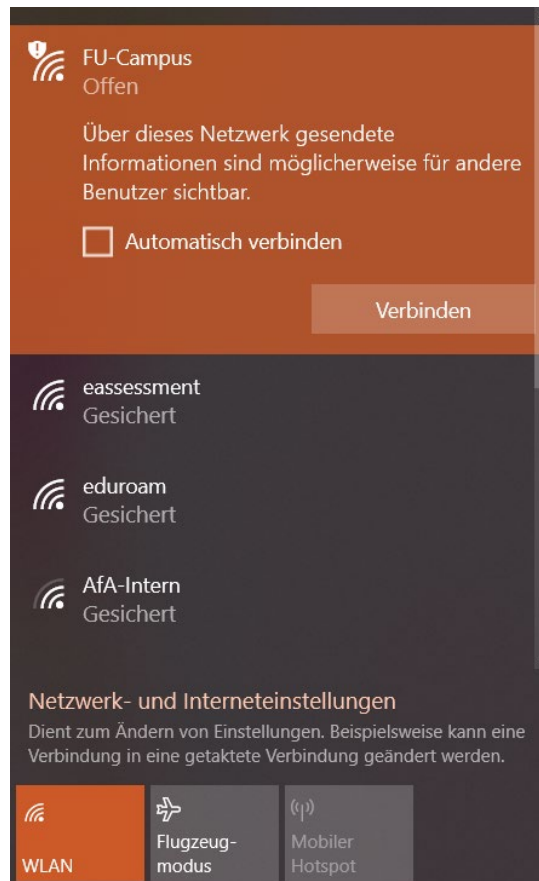 FU-Campus
Offen
Über dieses Netzwerk gesendete
Informationen sind möglicherweise für andere
Benutzer sichtbar.
Automatisch verbinden
Verbinden
eassessment
Gesichert
eduroam
Gesichert
AfA-Intern
Gesichert
Netzwerk- und Interneteinstellungen
Dient zum Ändern von Einstellungen. Beispielsweise kann eine
Verbindung in eine getaktete Verbindung geändert werden.
WLAN
Flugzeug-
modus
Mobiler
Hotspot